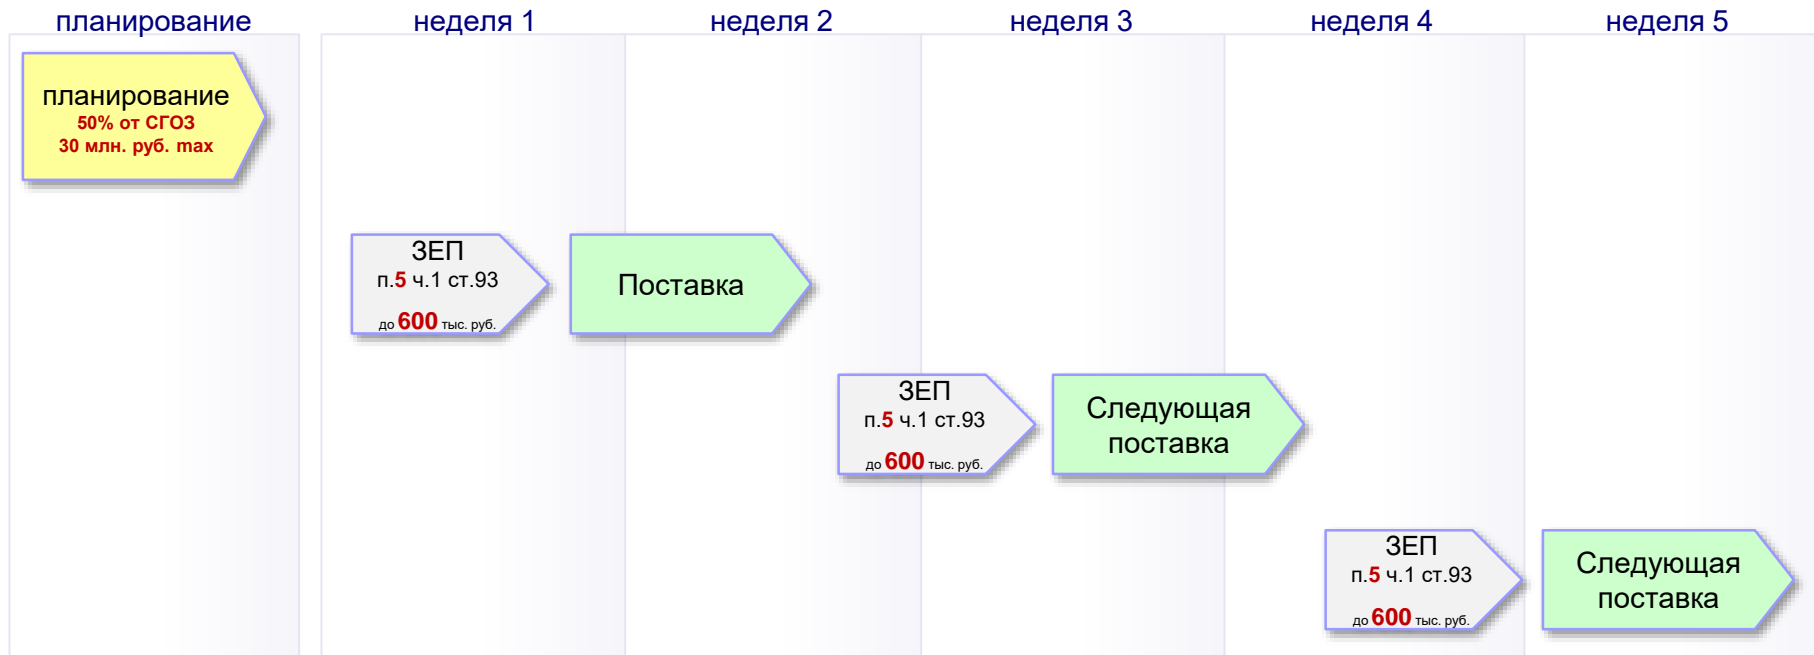 планирование
неделя 1
неделя 2
неделя 3
неделя 4
неделя 5
планирование
50% от СГОЗ
30 млн. руб. max
ЗЕП
п.5 ч.1 ст.93
до 600 тыс. руб.
Поставка
ЗЕП
п.5 ч.1 ст.93
до 600 тыс. руб.
Следующая
поставка
ЗЕП
п.5 ч.1 ст.93
до 600 тыс. руб.
Следующая
поставка